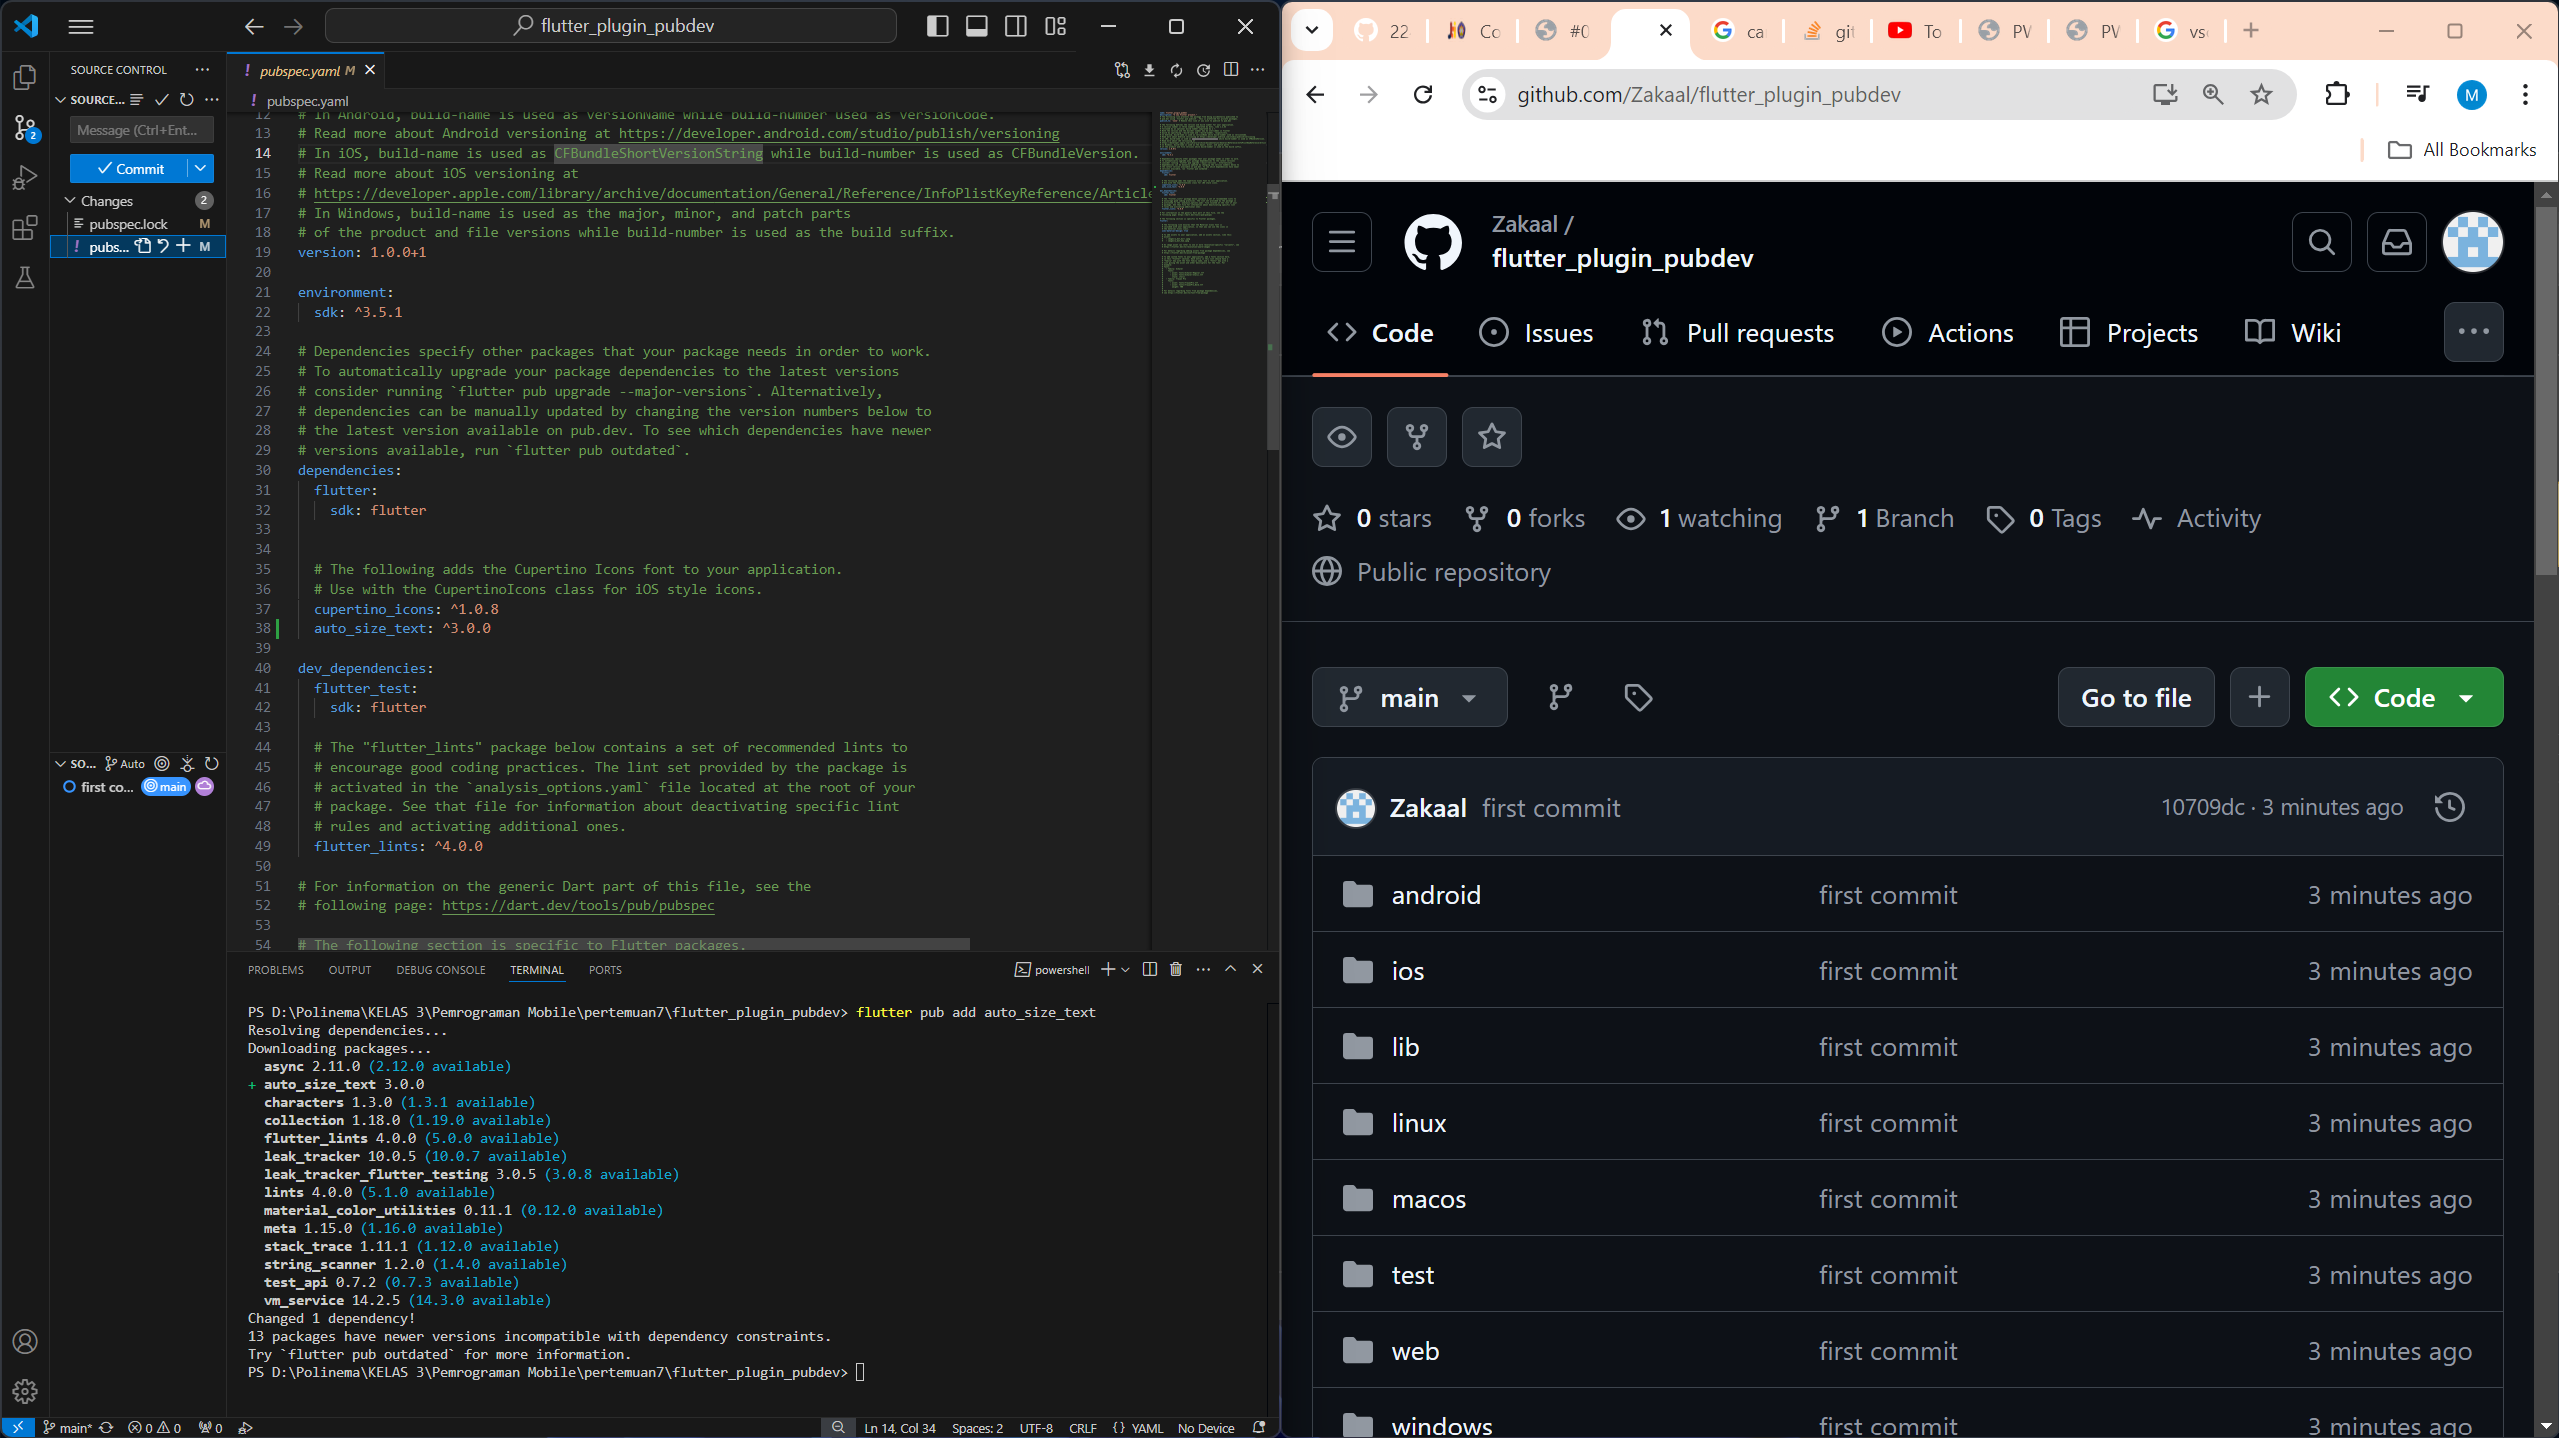 flutter_plugin_pubdev
SOURCE CONTROL
SOURCE...
Message (Ctrl+Ent...
Commit
Changes
2
pubspec.lock
M
pubs...
M
SO...
Auto
first co...
main
pubspec.yaml M
pubspec.yaml
12 # In Android, build-name is used as versionName while build-number used as versionCode.
13 # Read more about Android versioning at https://developer.android.com/studio/publish/versioning
14 # In iOS, build-name is used as CFBundleShortVersionString while build-number is used as CFBundleVersion.
15 # Read more about iOS versioning at
16 # https://developer.apple.com/library/archive/documentation/General/Reference/InfoPlistKeyReference/Article
17 # In Windows, build-name is used as the major, minor, and patch parts
18 # of the product and file versions while build-number is used as the build suffix.
19 version: 1.0.0+1
20
21 environment:
22 sdk: ^3.5.1
23
24 # Dependencies specify other packages that your package needs in order to work.
25 # To automatically upgrade your package dependencies to the latest versions
26 # consider running `flutter pub upgrade --major-versions`. Alternatively,
27 # dependencies can be manually updated by changing the version numbers below to
28 # the latest version available on pub.dev. To see which dependencies have newer
29 # versions available, run `flutter pub outdated`.
30 dependencies:
31 flutter:
32 sdk: flutter
33
34
35 # The following adds the Cupertino Icons font to your application.
36 # Use with the CupertinoIcons class for iOS style icons.
37 cupertino_icons: ^1.0.8
38 auto_size_text: ^3.0.0
39
40 dev_dependencies:
41 flutter_test:
42 sdk: flutter
43
44 # The "flutter_lints" package below contains a set of recommended lints to
45 # encourage good coding practices. The lint set provided by the package is
46 # activated in the `analysis_options.yaml` file located at the root of your
47 # package. See that file for information about deactivating specific lint
48 # rules and activating additional ones.
49 flutter_lints: ^4.0.0
50
51 # For information on the generic Dart part of this file, see the
52 # following page: https://dart.dev/tools/pub/pubspec
53
54 # The following section is specific to Flutter packages.
PROBLEMS OUTPUT DEBUG CONSOLE TERMINAL PORTS
powershell
PS D:\Polinema\KELAS 3\Pemrograman Mobile\pertemuan7\flutter_plugin_pubdev> flutter pub add auto_size_text
Resolving dependencies...
Downloading packages...
async 2.11.0 (2.12.0 available)
+ auto_size_text 3.0.0
characters 1.3.0 (1.3.1 available)
collection 1.18.0 (1.19.0 available)
flutter_lints 4.0.0 (5.0.0 available)
leak_tracker 10.0.5 (10.0.7 available)
leak_tracker_flutter_testing 3.0.5 (3.0.8 available)
lints 4.0.0 (5.1.0 available)
material_color_utilities 0.11.1 (0.12.0 available)
meta 1.15.0 (1.16.0 available)
stack_trace 1.11.1 (1.12.0 available)
string_scanner 1.2.0 (1.4.0 available)
test_api 0.7.2 (0.7.3 available)
vm_service 14.2.5 (14.3.0 available)
Changed 1 dependency!
13 packages have newer versions incompatible with dependency constraints.
Try `flutter pub outdated` for more information.
PS D:\Polinema\KELAS 3\Pemrograman Mobile\pertemuan7\flutter_plugin_pubdev>
main* 0 0 0 Ln 14, Col 34 Spaces: 2 UTF-8 CRLF {} YAML No Device
22 Co #0 ca git To PV PV vs
github.com/Zakaal/flutter_plugin_pubdev
M
All Bookmarks
Zakaal /
flutter_plugin_pubdev
Code Issues Pull requests Actions Projects Wiki
0 stars 0 forks 1 watching 1 Branch 0 Tags Activity
Public repository
main Go to file Code
Zakaal first commit 10709dc · 3 minutes ago
android first commit 3 minutes ago
ios first commit 3 minutes ago
lib first commit 3 minutes ago
linux first commit 3 minutes ago
macos first commit 3 minutes ago
test first commit 3 minutes ago
web first commit 3 minutes ago
windows first commit 3 minutes ago